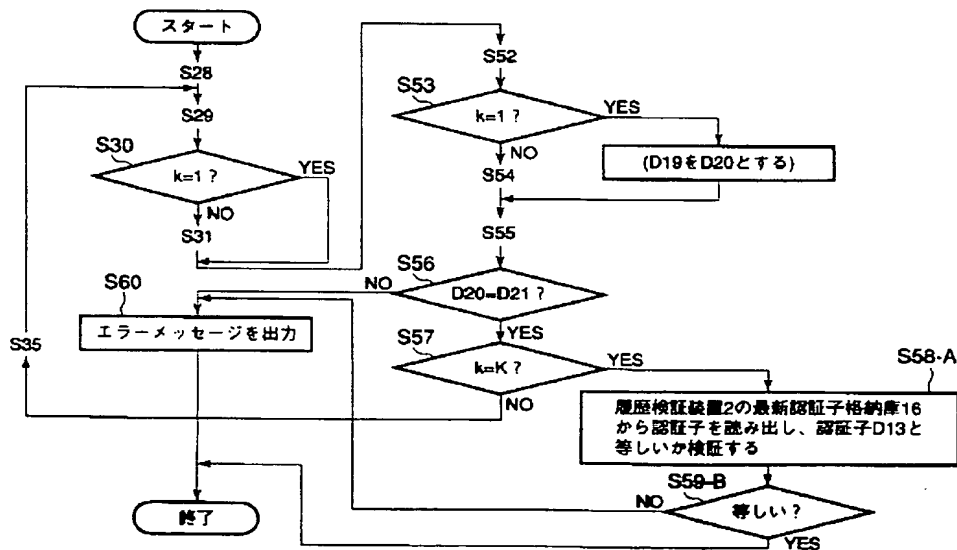 スタート
S28
S29
S30
k=1 ?
YES
NO
S31
S35
S52
S53
k=1 ?
YES
NO
(D19をD20とする)
S54
S55
S56
D20=D21 ?
NO
YES
S60
エラーメッセージを出力
S57
k=K ?
YES
NO
S58-A
履歴検証装置2の最新認証子格納庫16
から認証子を読み出し、認証子D13と
等しいか検証する
S59-B
等しい ?
NO
YES
終了